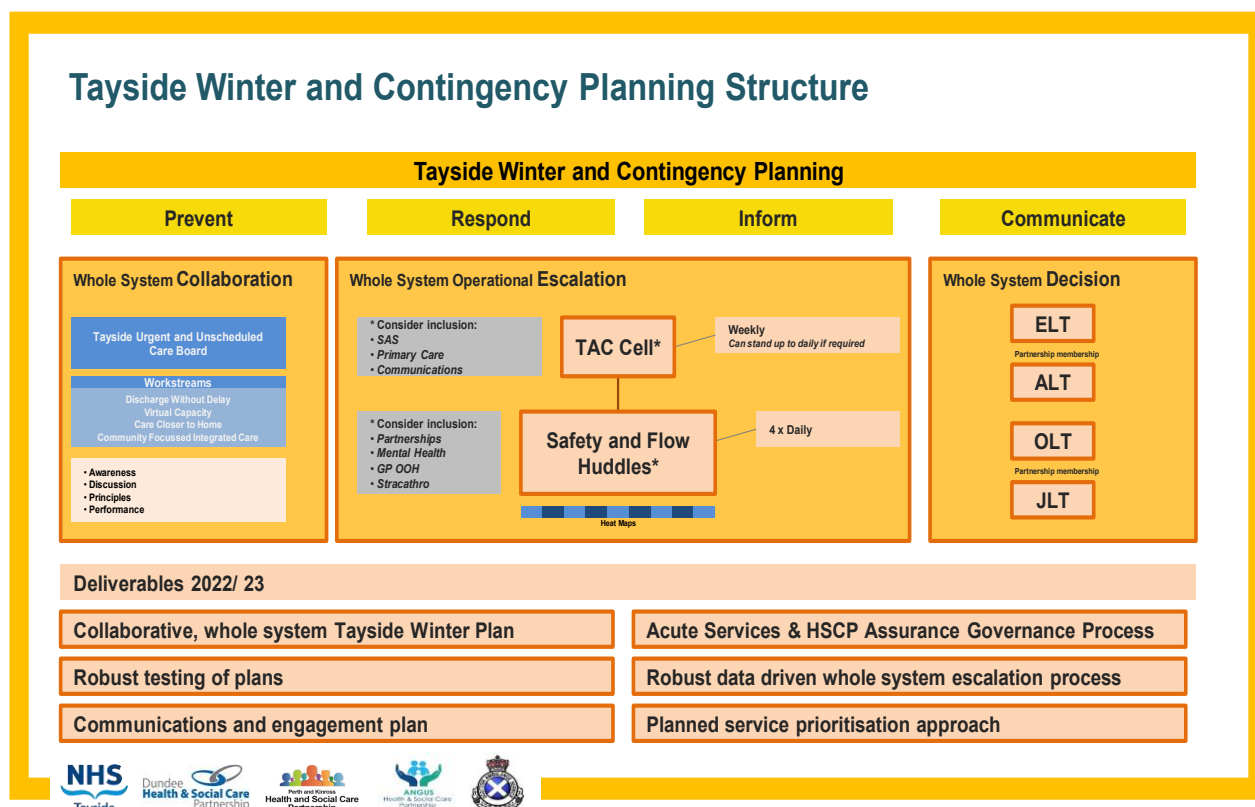 Tayside Winter and Contingency Planning Structure
Tayside Winter and Contingency Planning
Prevent
Respond
Inform
Communicate
Whole System Collaboration
Tayside Urgent and Unscheduled
Care Board
Workstreams
Discharge Without Delay
Virtual Capacity
Care Closer to Home
Community Focussed Integrated Care
• Awareness
• Discussion
• Principles
• Performance
Whole System Operational Escalation
* Consider inclusion:
• SAS
• Primary Care
• Communications
TAC Cell*
Weekly
Can stand up to daily if required
* Consider inclusion:
• Partnerships
• Mental Health
• GP OOH
• Stracathro
Safety and Flow
Huddles*
4 x Daily
Heat Maps
Whole System Decision
ELT
Partnership membership
ALT
OLT
Partnership membership
JLT
Deliverables 2022/ 23
Collaborative, whole system Tayside Winter Plan
Acute Services & HSCP Assurance Governance Process
Robust testing of plans
Robust data driven whole system escalation process
Communications and engagement plan
Planned service prioritisation approach
NHS
Tayside
Dundee
Health & Social Care
Partnership
Perth and Kinross
Health and Social Care
Partnership
ANGUS
Health & Social Care
Partnership